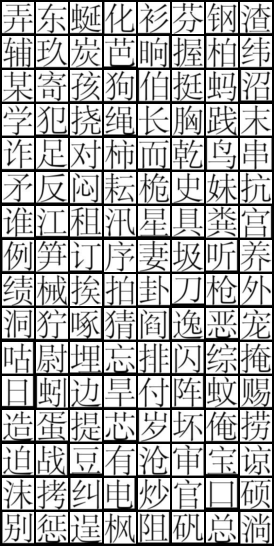 弄东蜒化衫芬钢渣
辅玖炭芭晌握柏纬
某寄孩狗伯挺蚂沼
学犯挠绳长胸践末
诈足对柿而乾鸟串
矛反闷耘桅史妹抗
谁江租汛星具粪宫
例笋订序妻圾听养
绩械挨拍卦刀枪外
洞狞啄猜阎逸恶宠
咕尉埋忘排闪综掩
日蚓边旱付阵蚊赐
造蛋提芯岁坏俺捞
迫战豆有沧审宝谅
沫拷纠电炒官口硕
别惩逞枫阻矾总淌